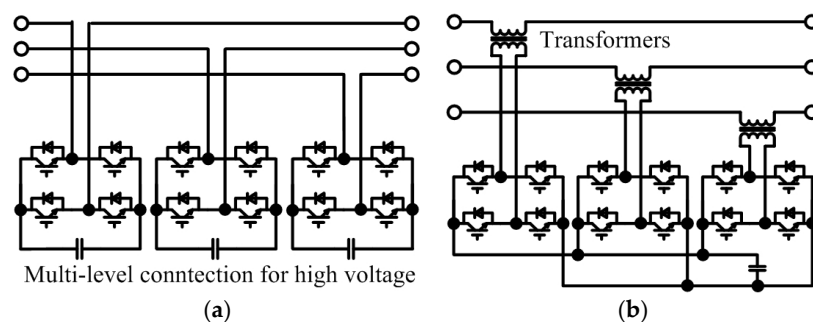 Transformers
Multi-level conntection for high voltage
(a)
(b)